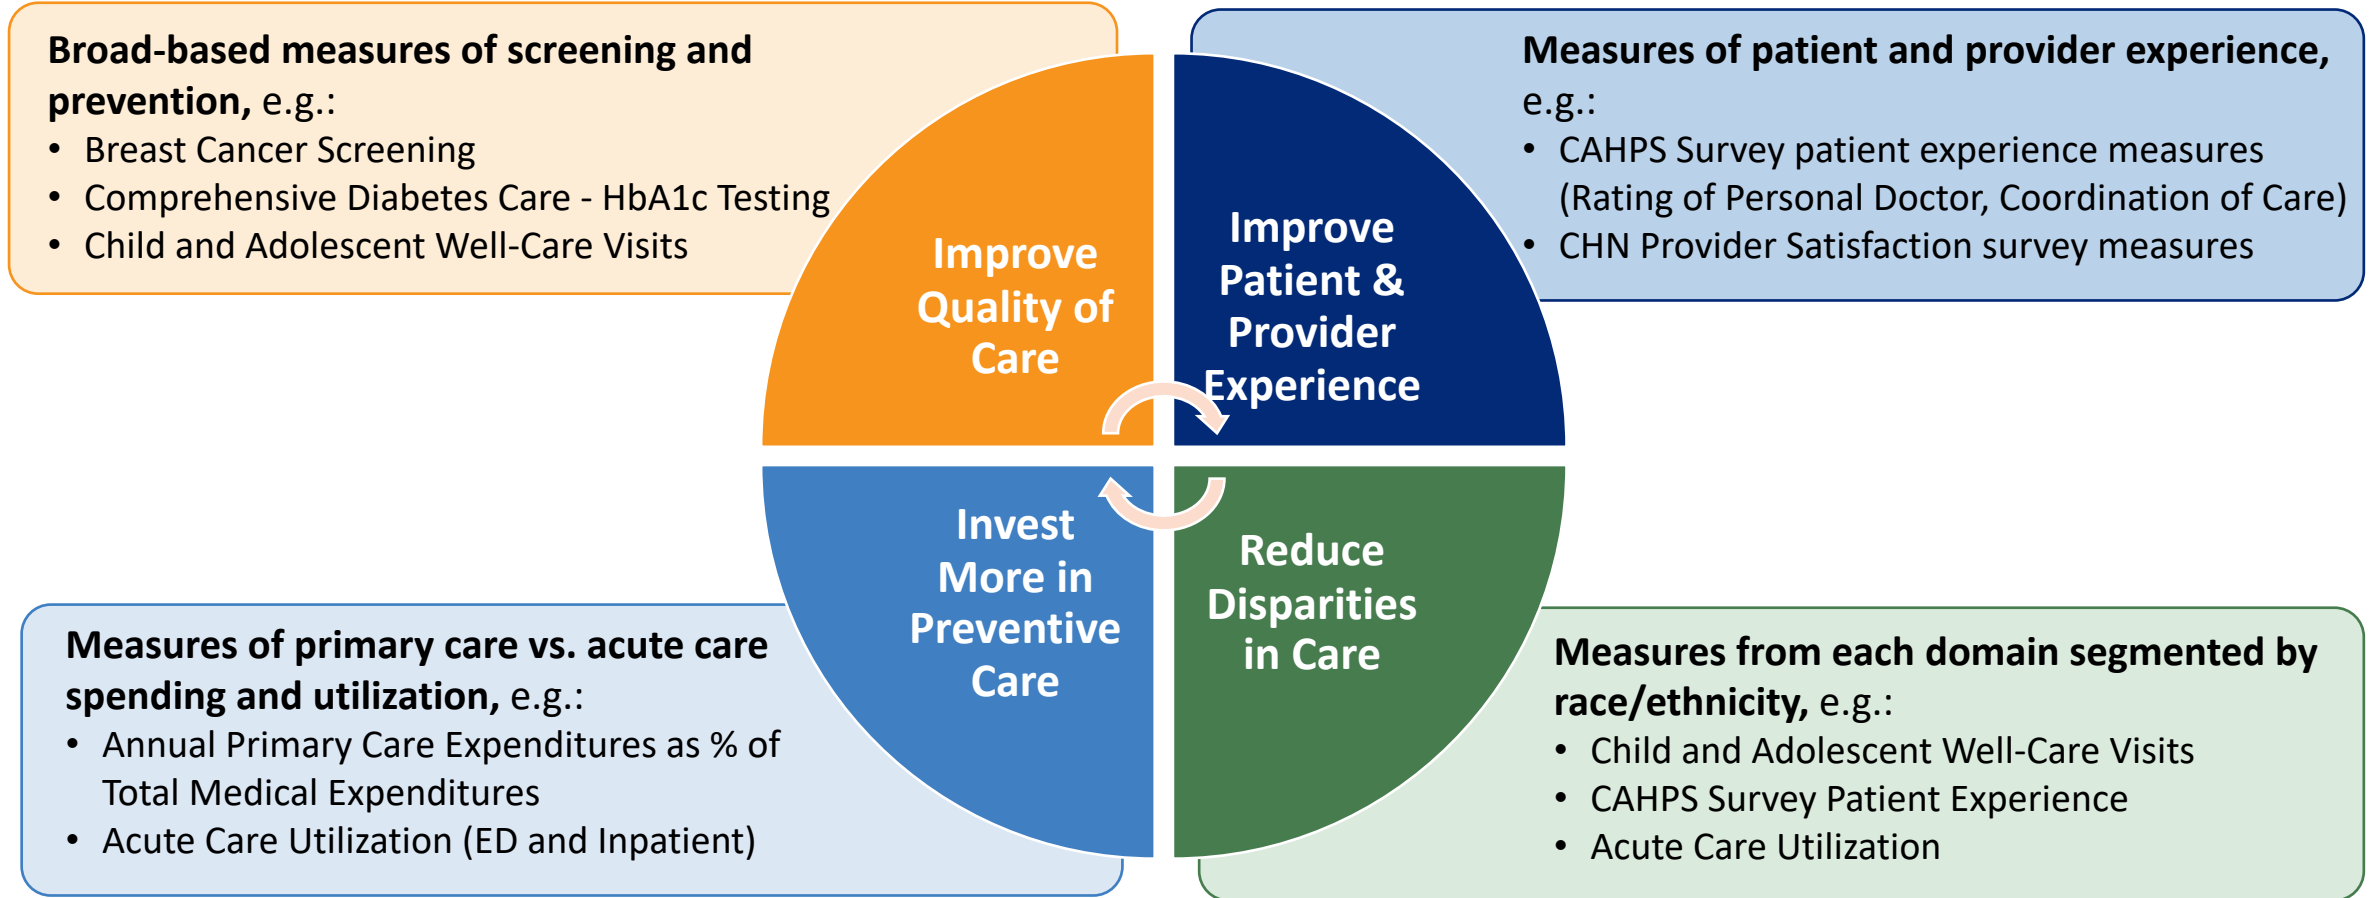 Broad-based measures of screening and
prevention, e.g.:
• Breast Cancer Screening
• Comprehensive Diabetes Care - HbA1c Testing
• Child and Adolescent Well-Care Visits
Improve
Quality of
Care
Measures of patient and provider experience,
e.g.:
• CAHPS Survey patient experience measures
(Rating of Personal Doctor, Coordination of Care)
• CHN Provider Satisfaction survey measures
Improve
Patient &
Provider
Experience
Measures of primary care vs. acute care
spending and utilization, e.g.:
• Annual Primary Care Expenditures as % of
Total Medical Expenditures
• Acute Care Utilization (ED and Inpatient)
Invest
More in
Preventive
Care
Reduce
Disparities
in Care
Measures from each domain segmented by
race/ethnicity, e.g.:
• Child and Adolescent Well-Care Visits
• CAHPS Survey Patient Experience
• Acute Care Utilization